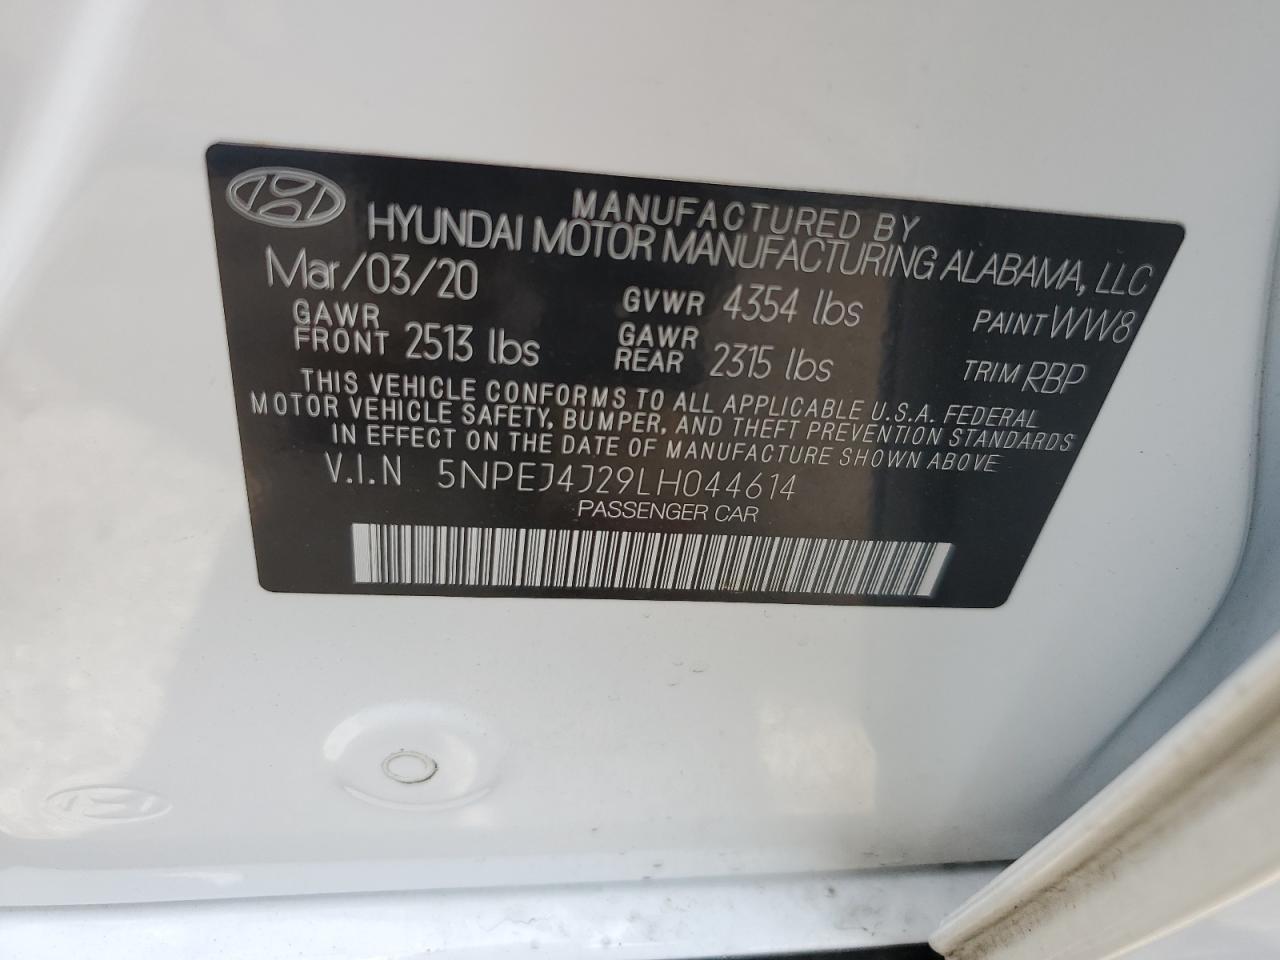 MANUFACTURED BY
HYUNDAI MOTOR MANUFACTURING ALABAMA, LLC
Mar/03/20 GVWR 4354 lbs PAINT WW8
GAWR FRONT 2513 lbs GAWR REAR 2315 lbs TRIM RBP
THIS VEHICLE CONFORMS TO ALL APPLICABLE U.S.A. FEDERAL
MOTOR VEHICLE SAFETY, BUMPER, AND THEFT PREVENTION STANDARDS
IN EFFECT ON THE DATE OF MANUFACTURE SHOWN ABOVE
V.I.N 5NPEJ4J29LH044614
PASSENGER CAR